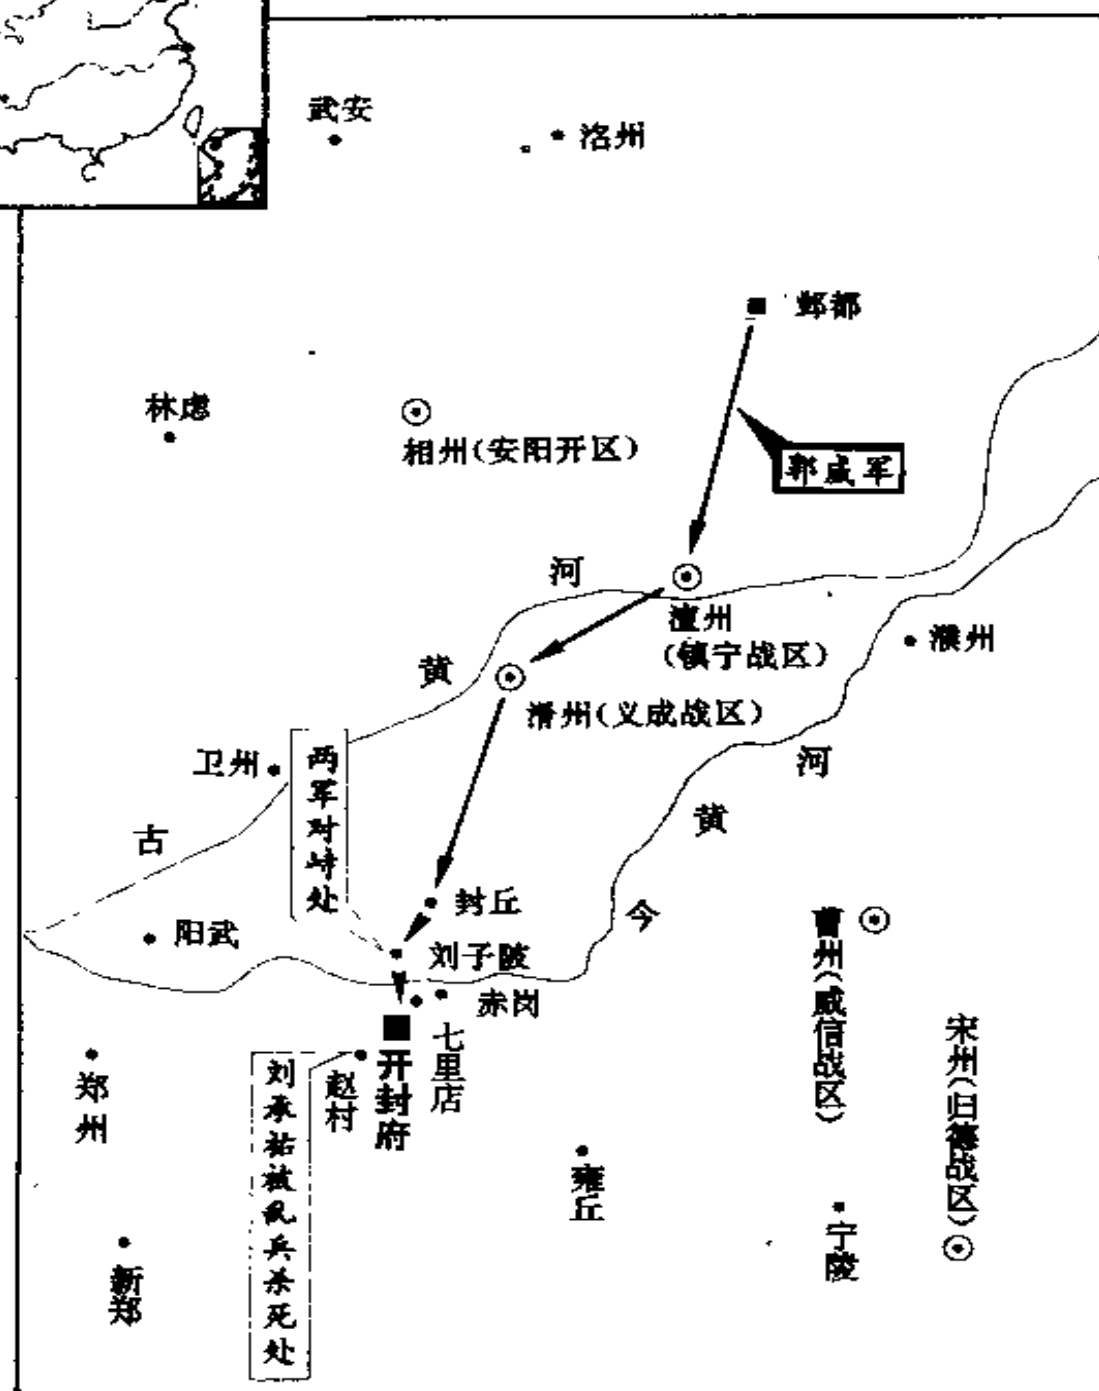 武安
洺州
邺都
林虑
相州(安阳开区)
郭威军
河
澶州
(镇宁战区)
濮州
黄
滑州(义成战区)
卫州
两军对峙处
河
古
黄
封丘
今
曹州(威信战区)
阳武
刘子陂
赤岗
七里店
宋州(归德战区)
开封府
赵村
刘承祐被乱兵杀死处
郑州
雍丘
宁陵
新郑